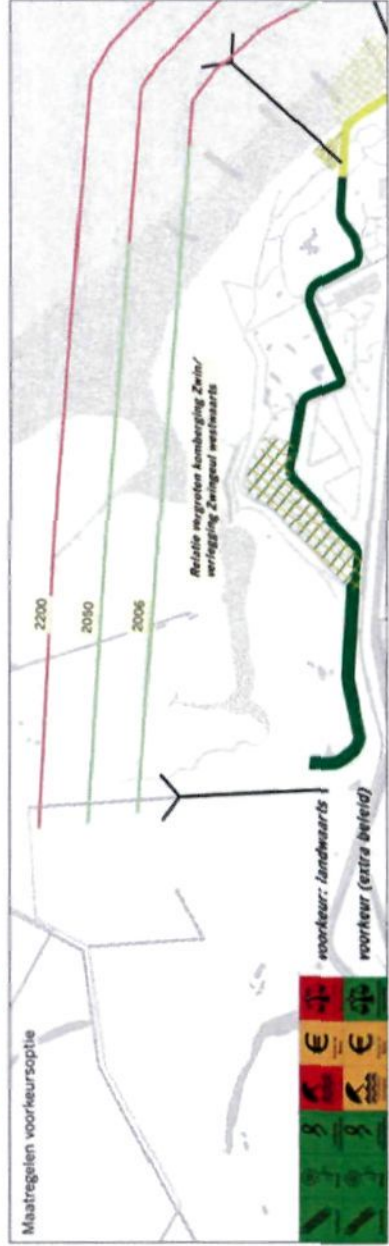 Maatregelen voorkeursoptie
2200
2050
2006
Relatie vergroten komberging Zwin/
verlegging Zwingeul westwaarts
voorkeur: landwaarts
voorkeur (extra beleid)
€
€